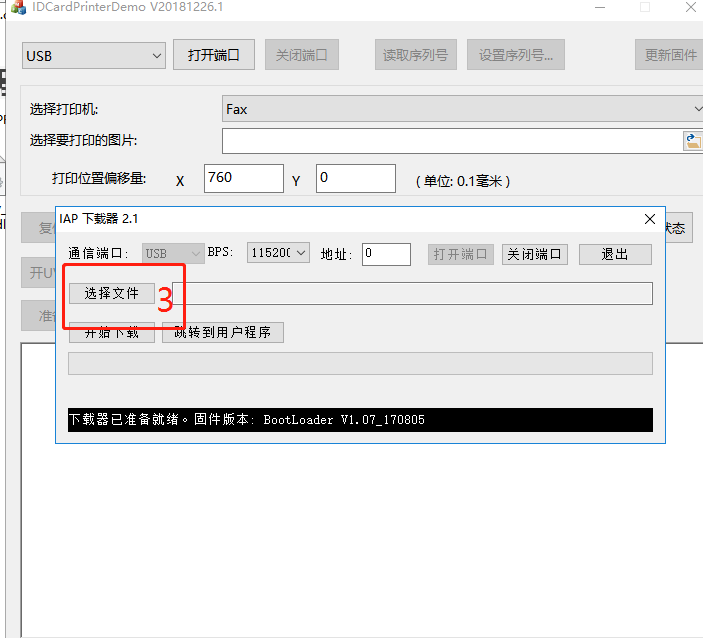 IDCardPrinterDemo V20181226.1
USB 打开端口 关闭端口 读取序列号 设置序列号... 更新固件
选择打印机: Fax
选择要打印的图片:
打印位置偏移量: X 760 Y 0 (单位: 0.1毫米)
IAP 下载器 2.1
复 状态
通信端口: USB BPS: 11520 地址: 0 打开端口 关闭端口 退出
开U
选择文件 3
准
开始下载 跳转到用户程序
下载器已准备就绪。固件版本: BootLoader V1.07_170805